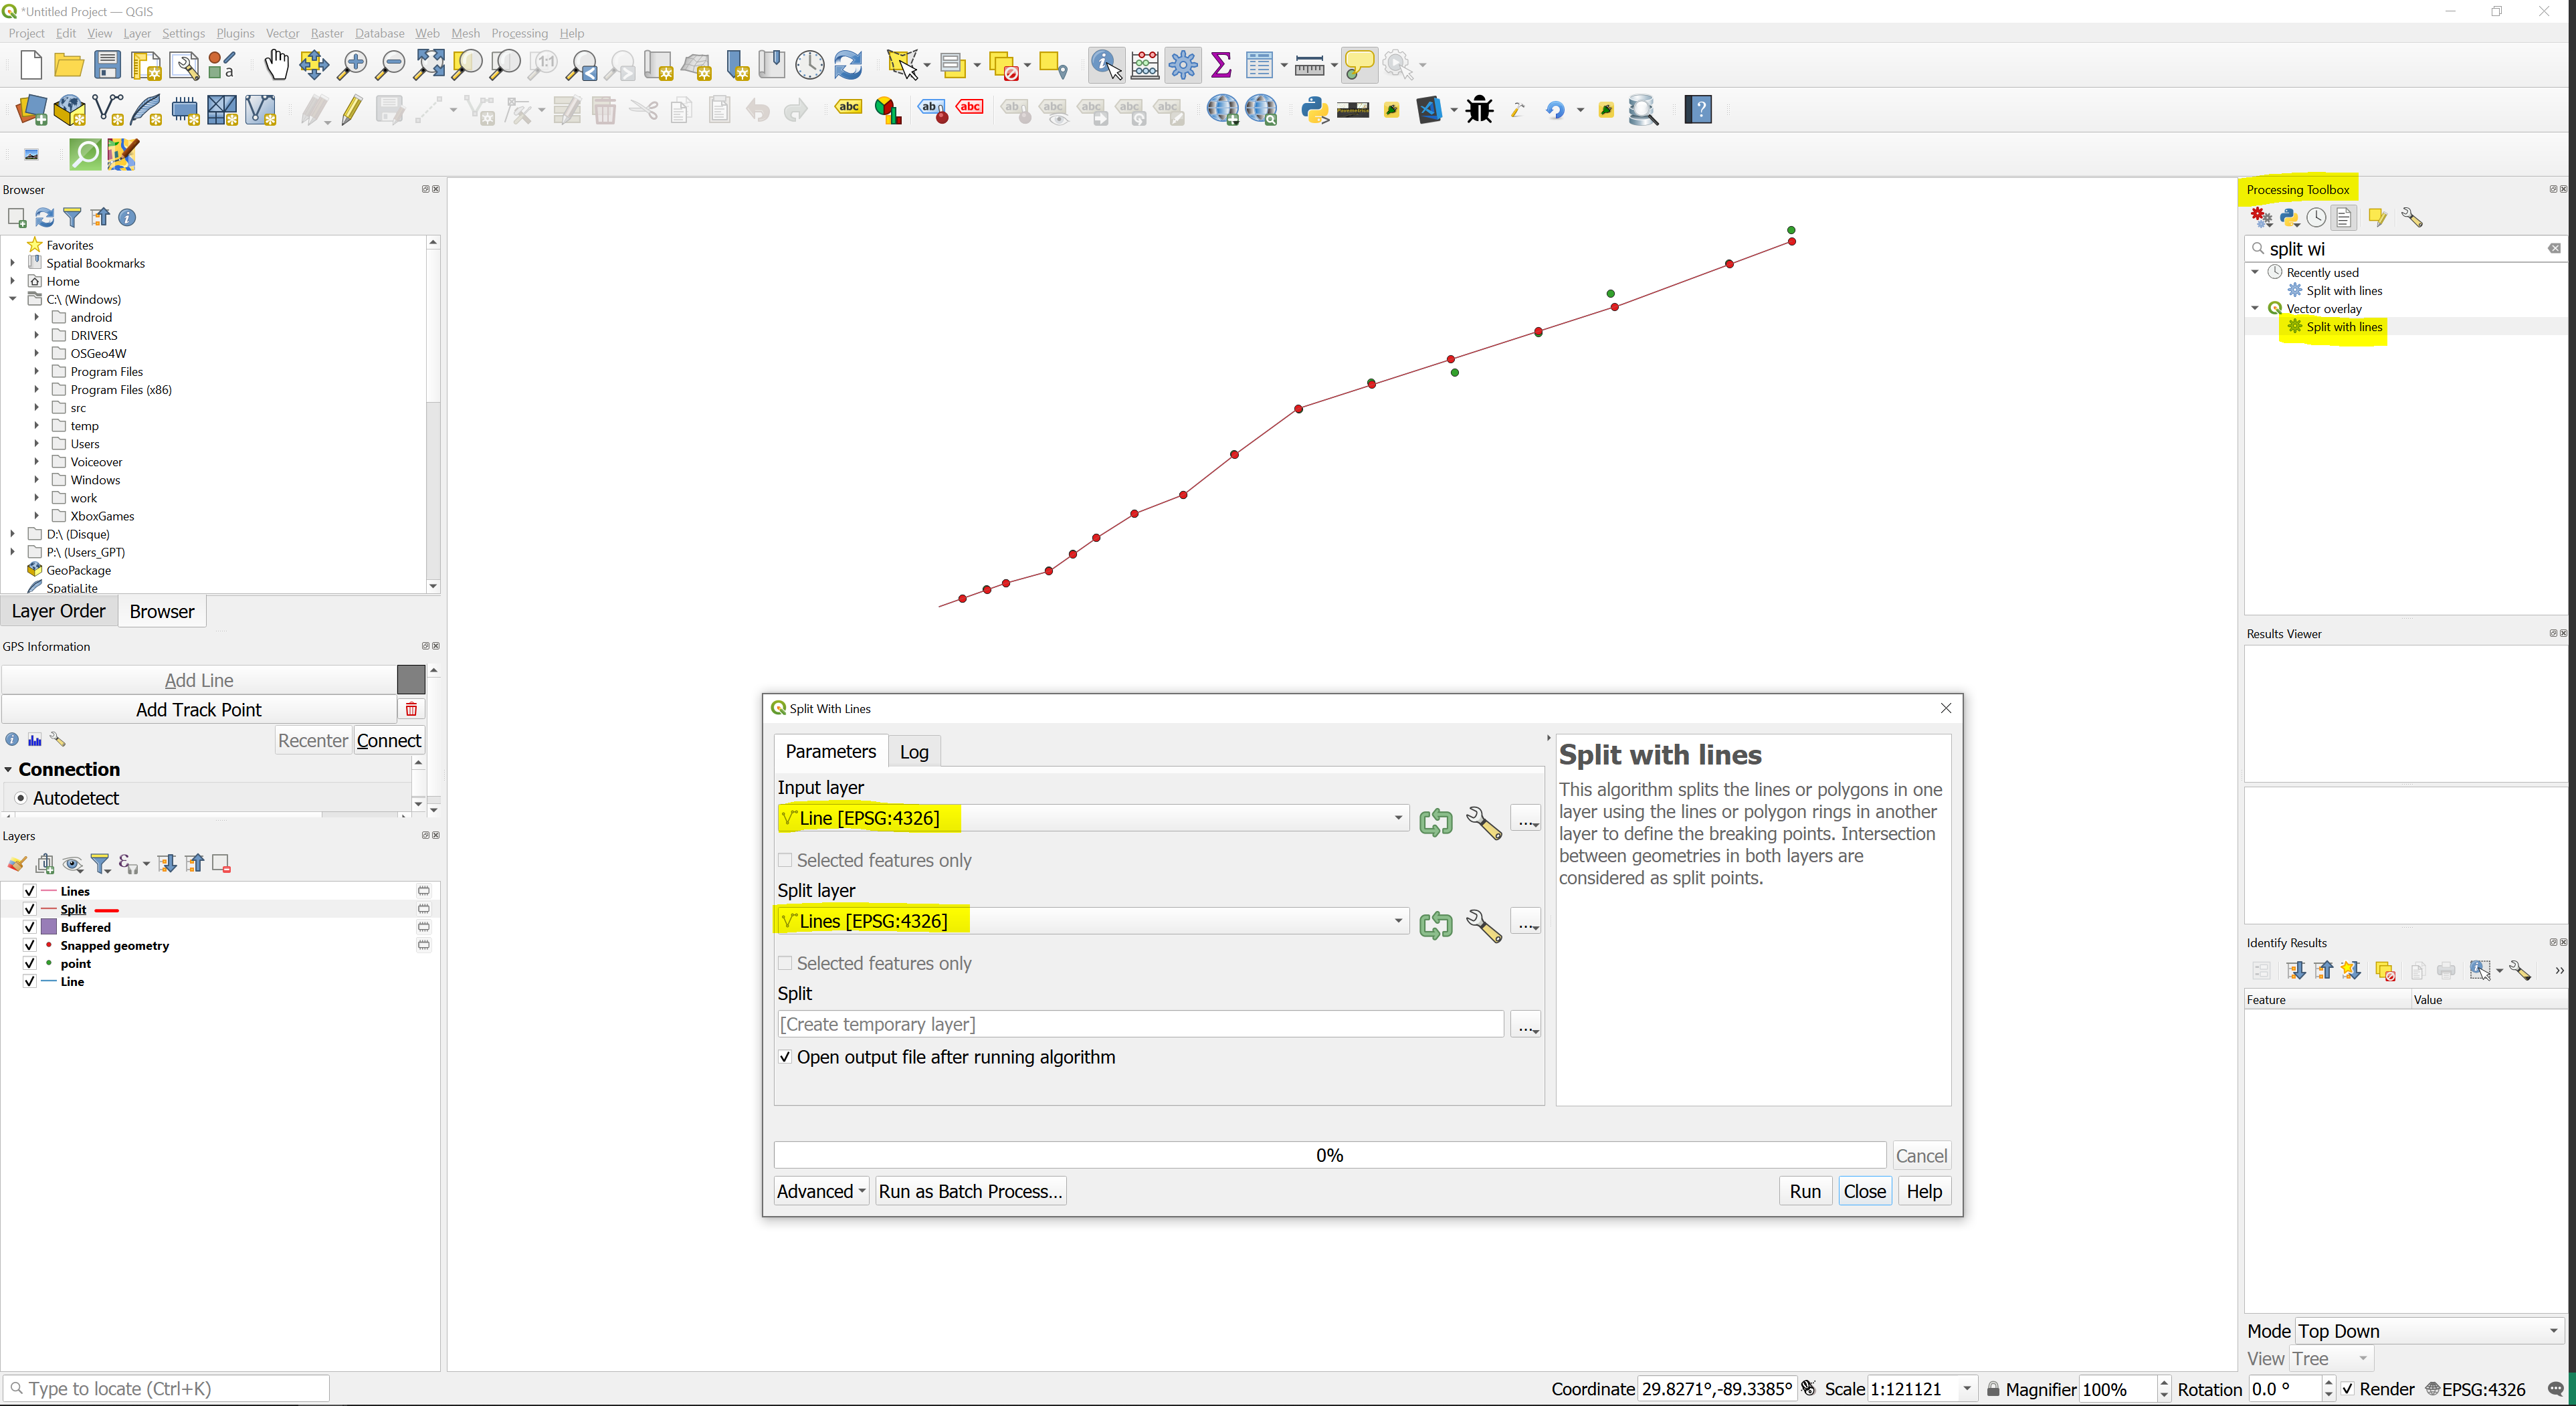 *Untitled Project — QGIS
Project Edit View Layer Settings Plugins Vector Raster Database Web Mesh Processing Help
Browser
Favorites
Spatial Bookmarks
Home
C:\ (Windows)
android
DRIVERS
OSGeo4W
Program Files
Program Files (x86)
src
temp
Users
Voiceover
Windows
work
XboxGames
D:\ (Disque)
P:\ (Users_GPT)
GeoPackage
SpatiaLite
Layer Order Browser
GPS Information
Add Line
Add Track Point
Recenter Connect
Connection
Autodetect
Layers
Lines
Split
Buffered
Snapped geometry
point
Line
Split With Lines
Parameters Log
Input layer
Line [EPSG:4326]
Selected features only
Split layer
Lines [EPSG:4326]
Selected features only
Split
[Create temporary layer]
Open output file after running algorithm
Split with lines
This algorithm splits the lines or polygons in one
layer using the lines or polygon rings in another
layer to define the breaking points. Intersection
between geometries in both layers are
considered as split points.
0%
Cancel
Advanced Run as Batch Process...
Run Close Help
Processing Toolbox
split wi
Recently used
Split with lines
Vector overlay
Split with lines
Results Viewer
Identify Results
Feature Value
Mode Top Down
View Tree
Type to locate (Ctrl+K)
Coordinate 29.8271°,-89.3385° Scale 1:121121 Magnifier 100% Rotation 0.0 ° Render EPSG:4326